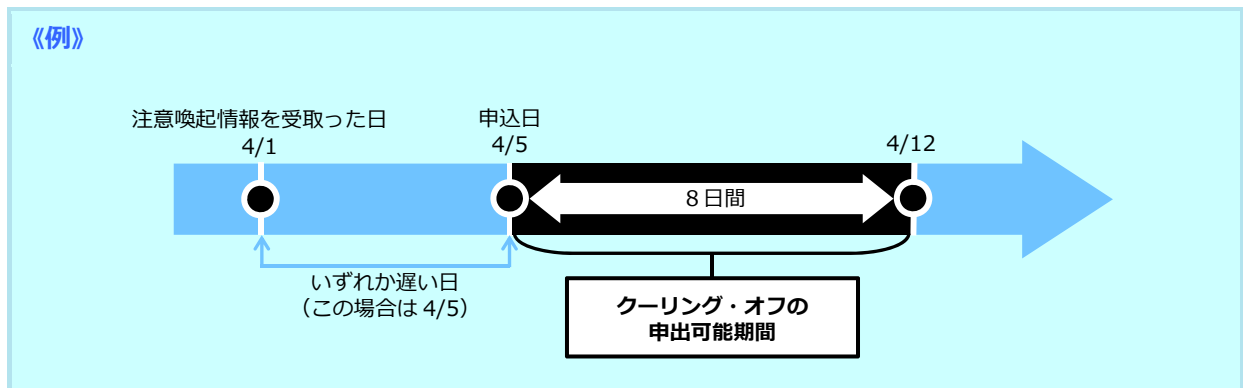 《例》
注意喚起情報を受取った日
4/1
申込日
4/5
4/12
８日間
いずれか遅い日
（この場合は 4/5）
クーリング・オフの
申出可能期間